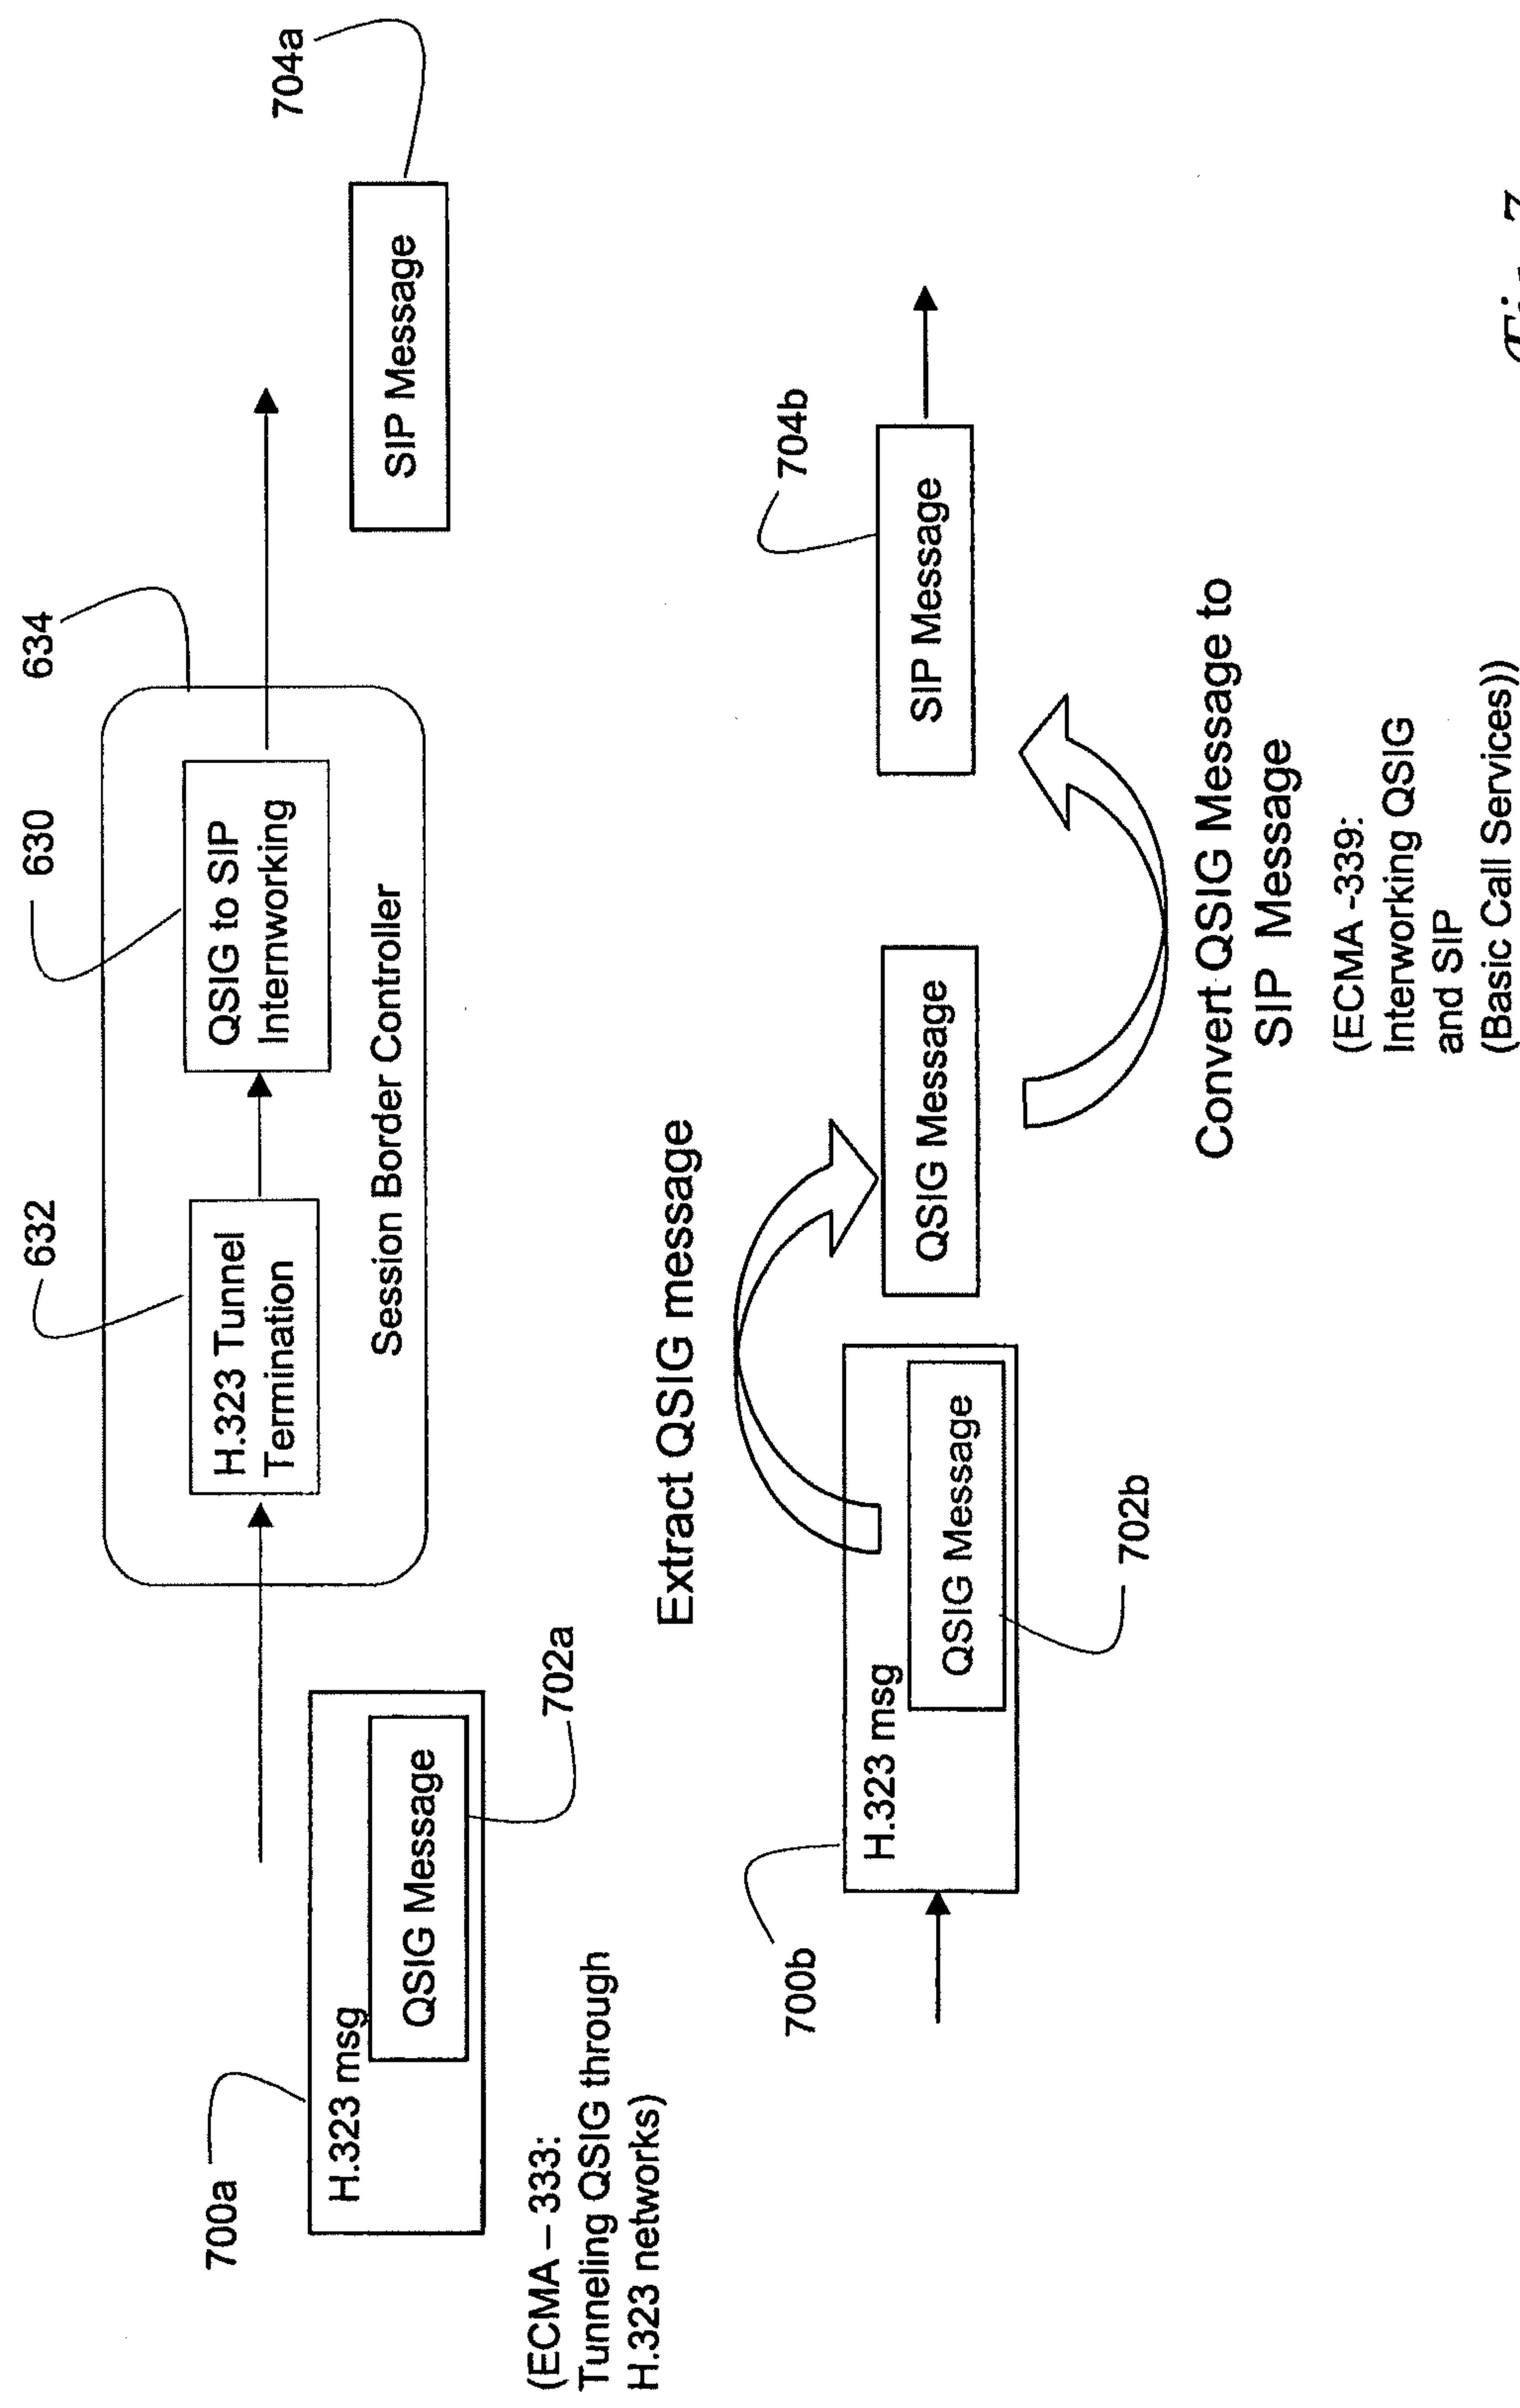 634
630
632
QSIG to SIP
Internworking
H.323 Tunnel
Termination
Session Border Controller
704a
SIP Message
700a
H.323 msg
QSIG Message
702a
(ECMA – 333:
Tunneling QSIG through
H.323 networks)
Extract QSIG message
700b
H.323 msg
QSIG Message
702b
QSIG Message
704b
SIP Message
Convert QSIG Message to
SIP Message
(ECMA -339:
Interworking QSIG
and SIP
(Basic Call Services))